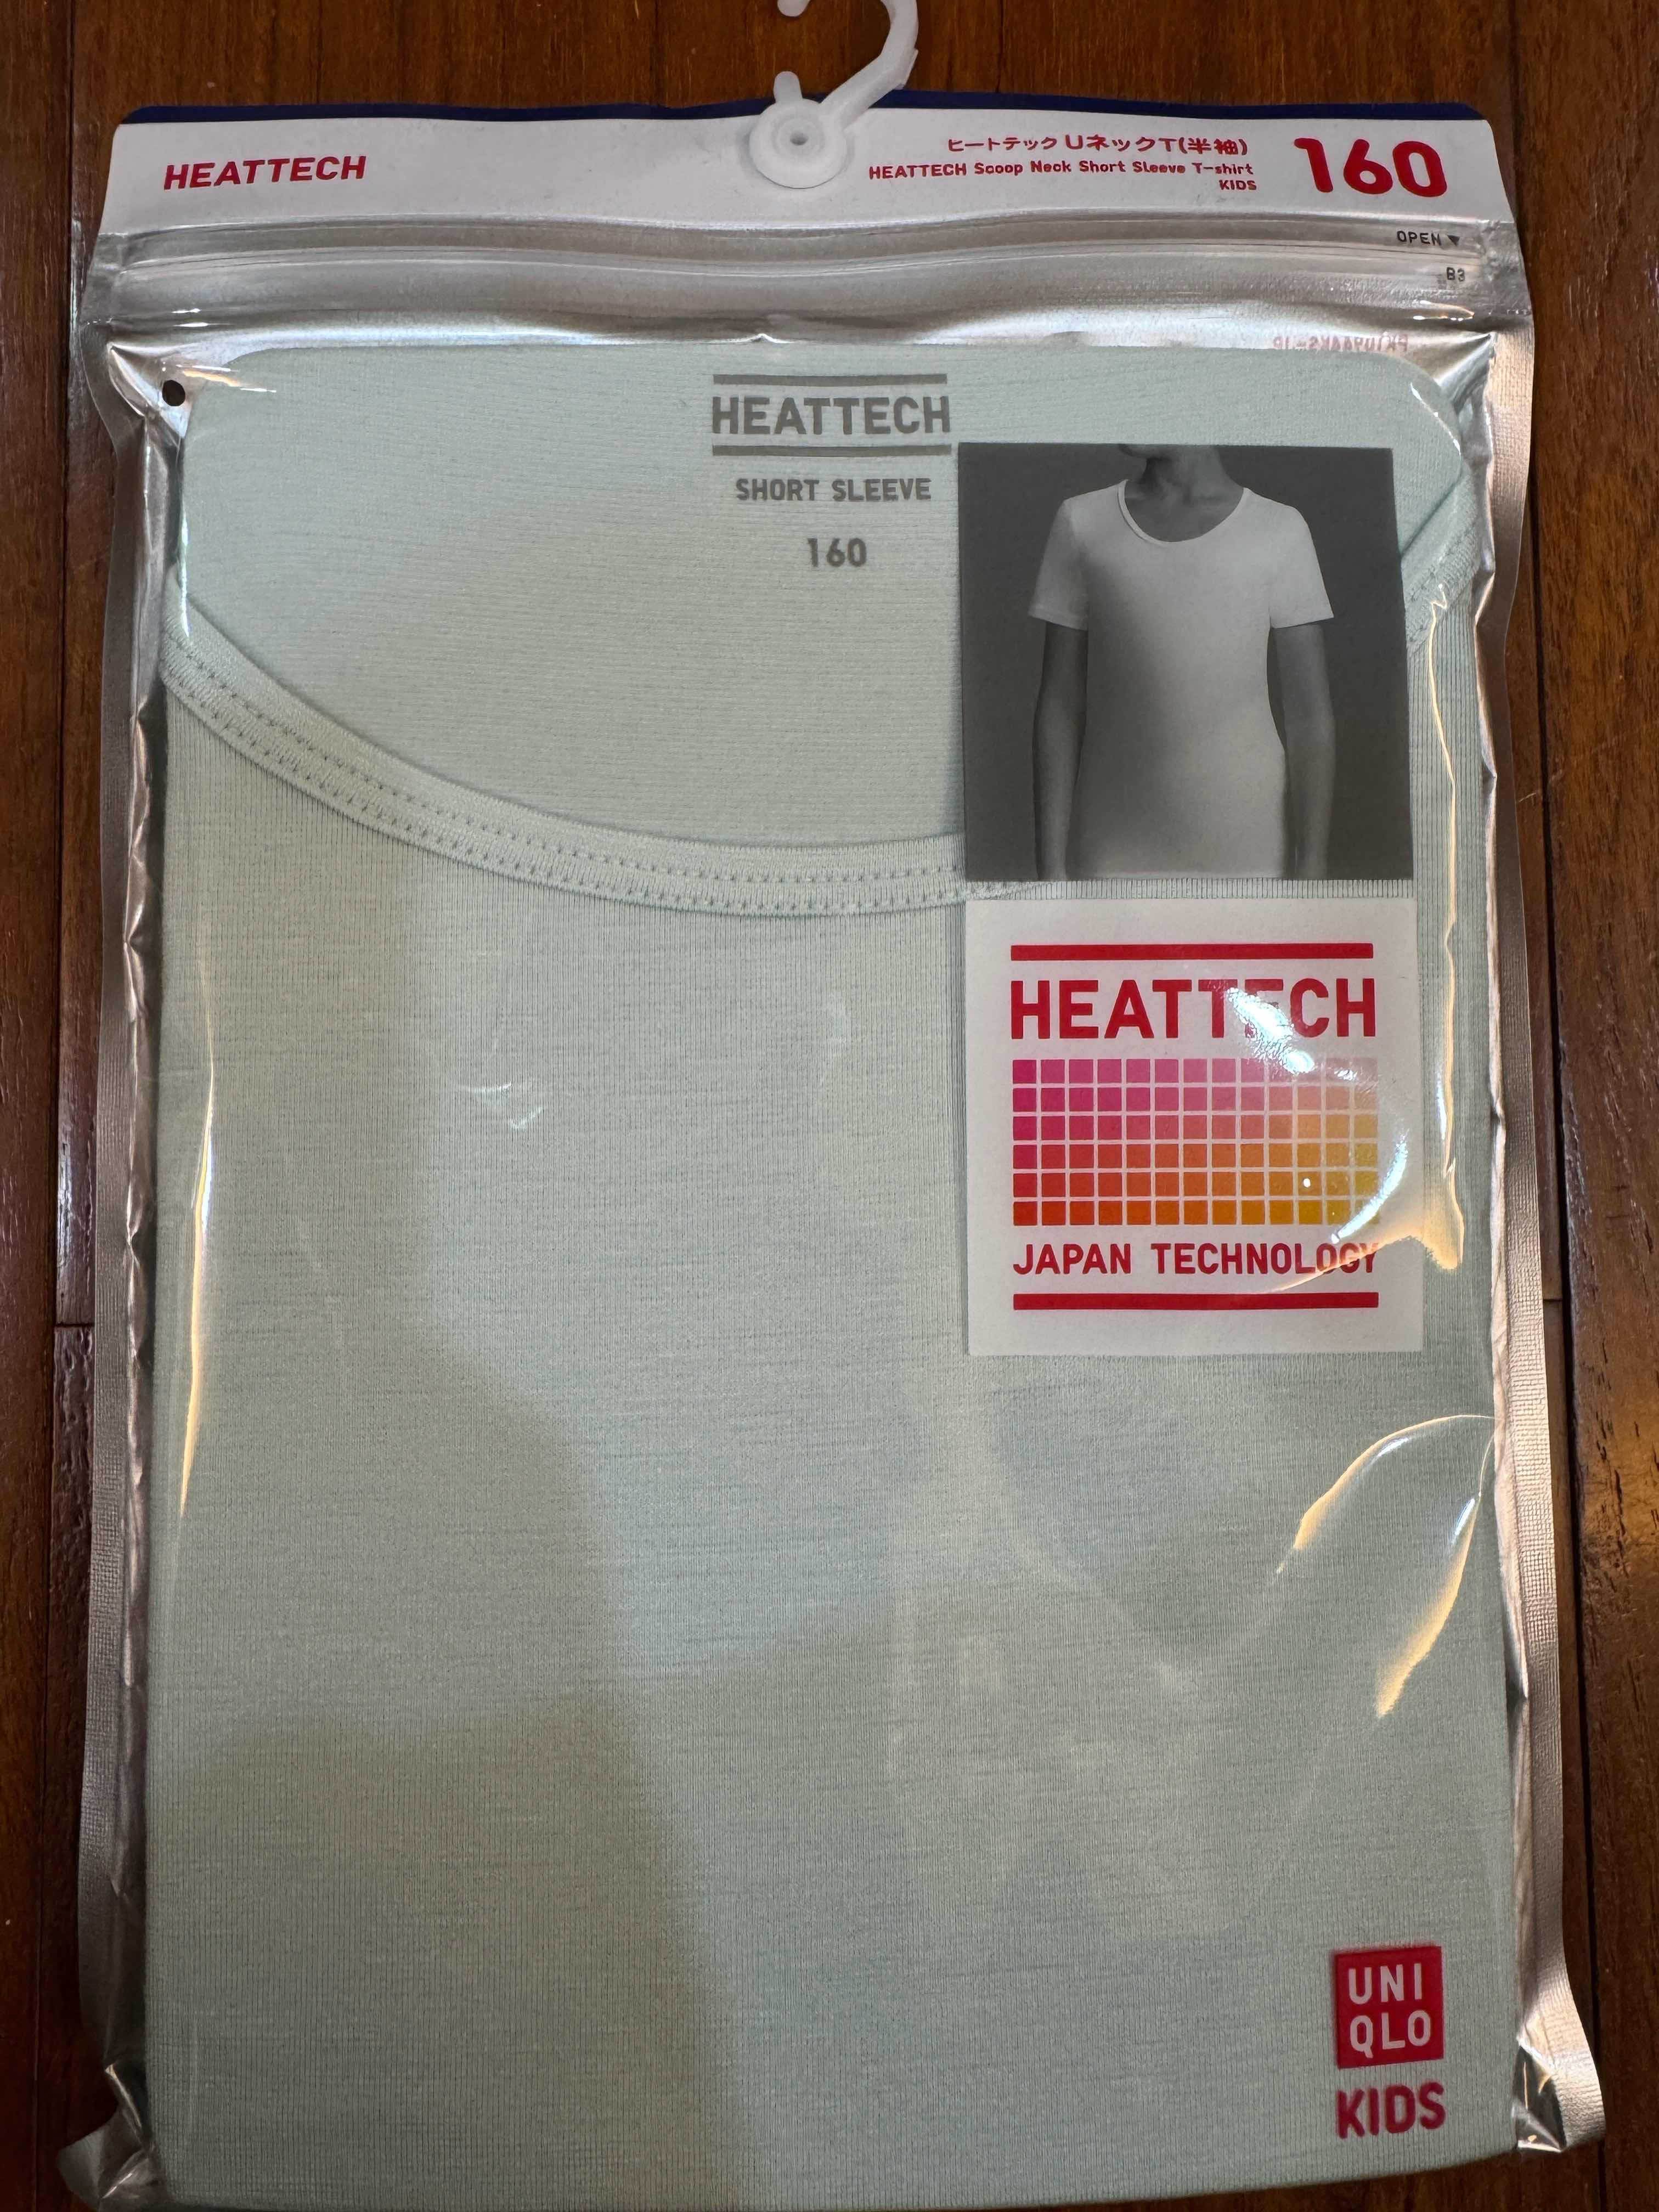 HEATTECH
ヒートテック UネックT(半袖)
HEATTECH Scoop Neck Short Sleeve T-shirt
KIDS
160
OPEN▼
B3
HEATTECH
SHORT SLEEVE
160
HEATTECH
JAPAN TECHNOLOGY
UNI
QLO
KIDS